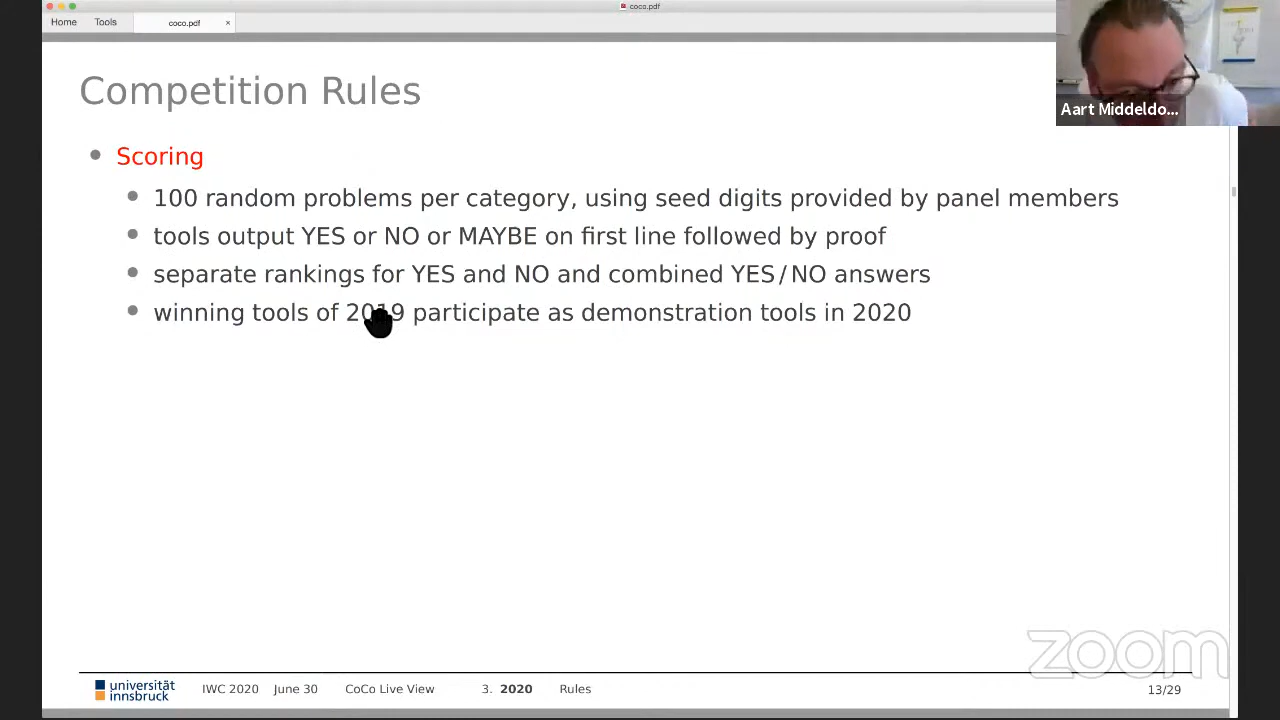 coco.pdf
Home Tools coco.pdf ×
Competition Rules
Aart Middeldo...
• Scoring
• 100 random problems per category, using seed digits provided by panel members
• tools output YES or NO or MAYBE on first line followed by proof
• separate rankings for YES and NO and combined YES/NO answers
• winning tools of 2019 participate as demonstration tools in 2020
zoom
universität
innsbruck
IWC 2020 June 30 CoCo Live View 3. 2020 Rules 13/29